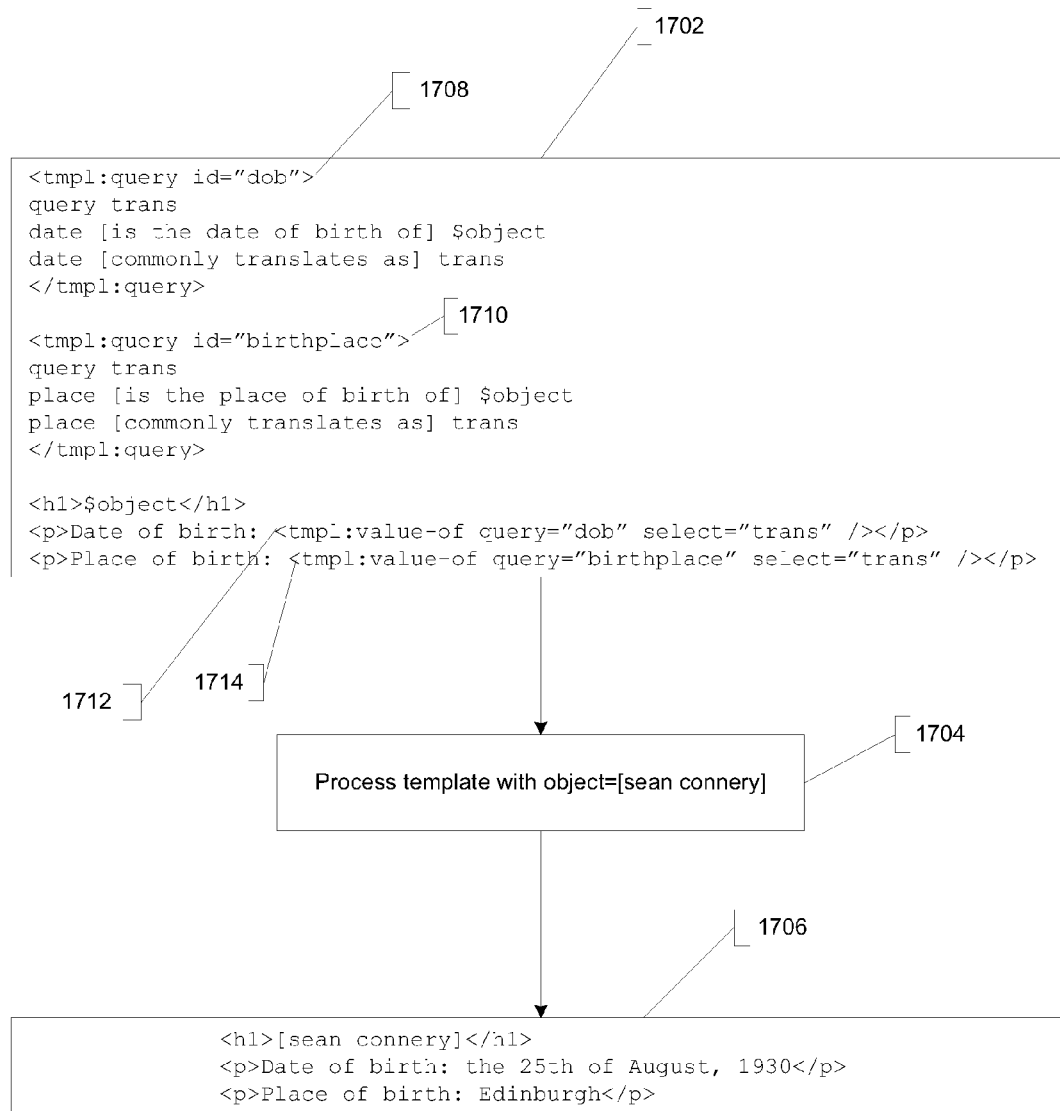 1702
1708
<tmpl:query id="dob">
query trans
date [is the date of birth of] $object
date [commonly translates as] trans
</tmpl:query>
1710
<tmpl:query id="birthplace">
query trans
place [is the place of birth of] $object
place [commonly translates as] trans
</tmpl:query>
<h1>$object</h1>
<p>Date of birth: <tmpl:value-of query="dob" select="trans" /></p>
<p>Place of birth: <tmpl:value-of query="birthplace" select="trans" /></p>
1712
1714
1704
Process template with object=[sean connery]
1706
<h1>[sean connery]</h1>
<p>Date of birth: the 25th of August, 1930</p>
<p>Place of birth: Edinburgh</p>